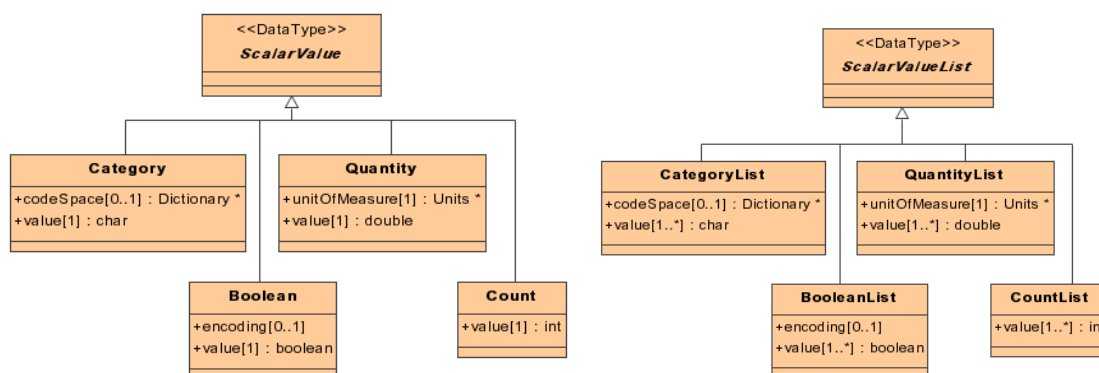 <<DataType>>
ScalarValue
Category
+codeSpace[0..1] : Dictionary *
+value[1] : char
Quantity
+unitOfMeasure[1] : Units *
+value[1] : double
Boolean
+encoding[0..1]
+value[1] : boolean
Count
+value[1] : int
<<DataType>>
ScalarValueList
CategoryList
+codeSpace[0..1] : Dictionary *
+value[1..*] : char
QuantityList
+unitOfMeasure[1] : Units *
+value[1..*] : double
BooleanList
+encoding[0..1]
+value[1..*] : boolean
CountList
+value[1..*] : in